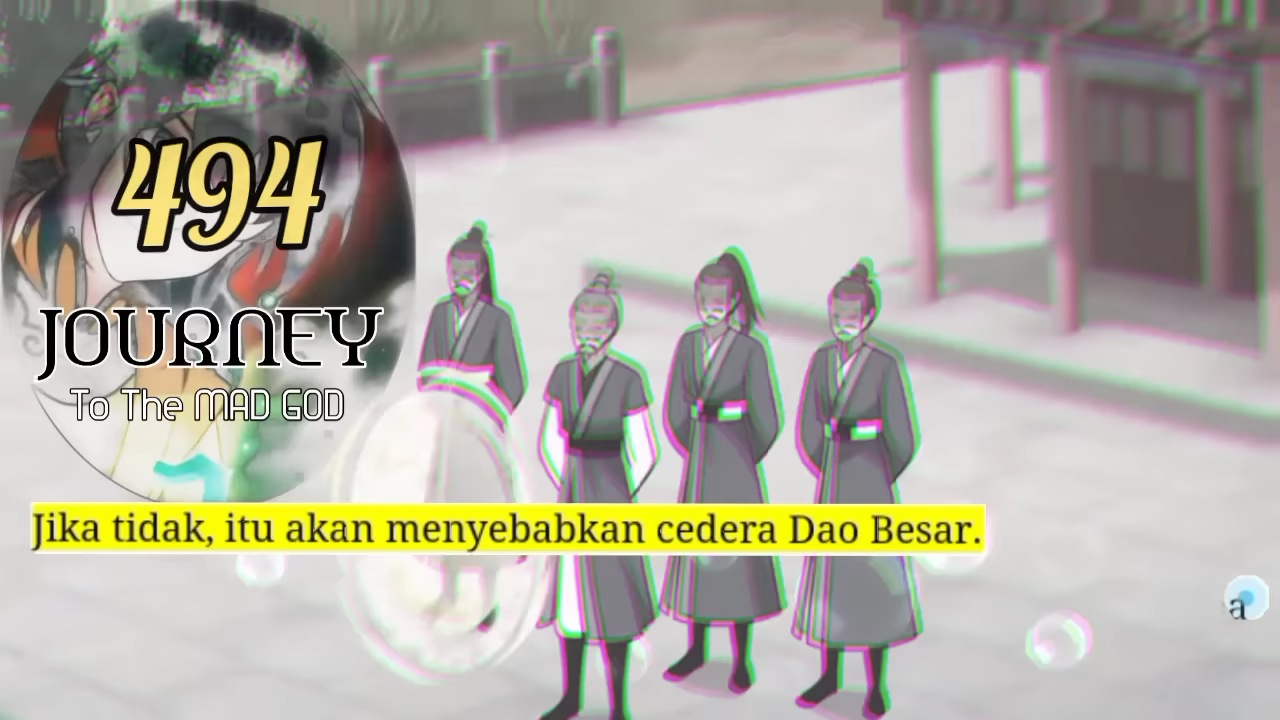 494
JOURNEY
To The MAD GOD
Jika tidak, itu akan menyebabkan cedera Dao Besar.
a